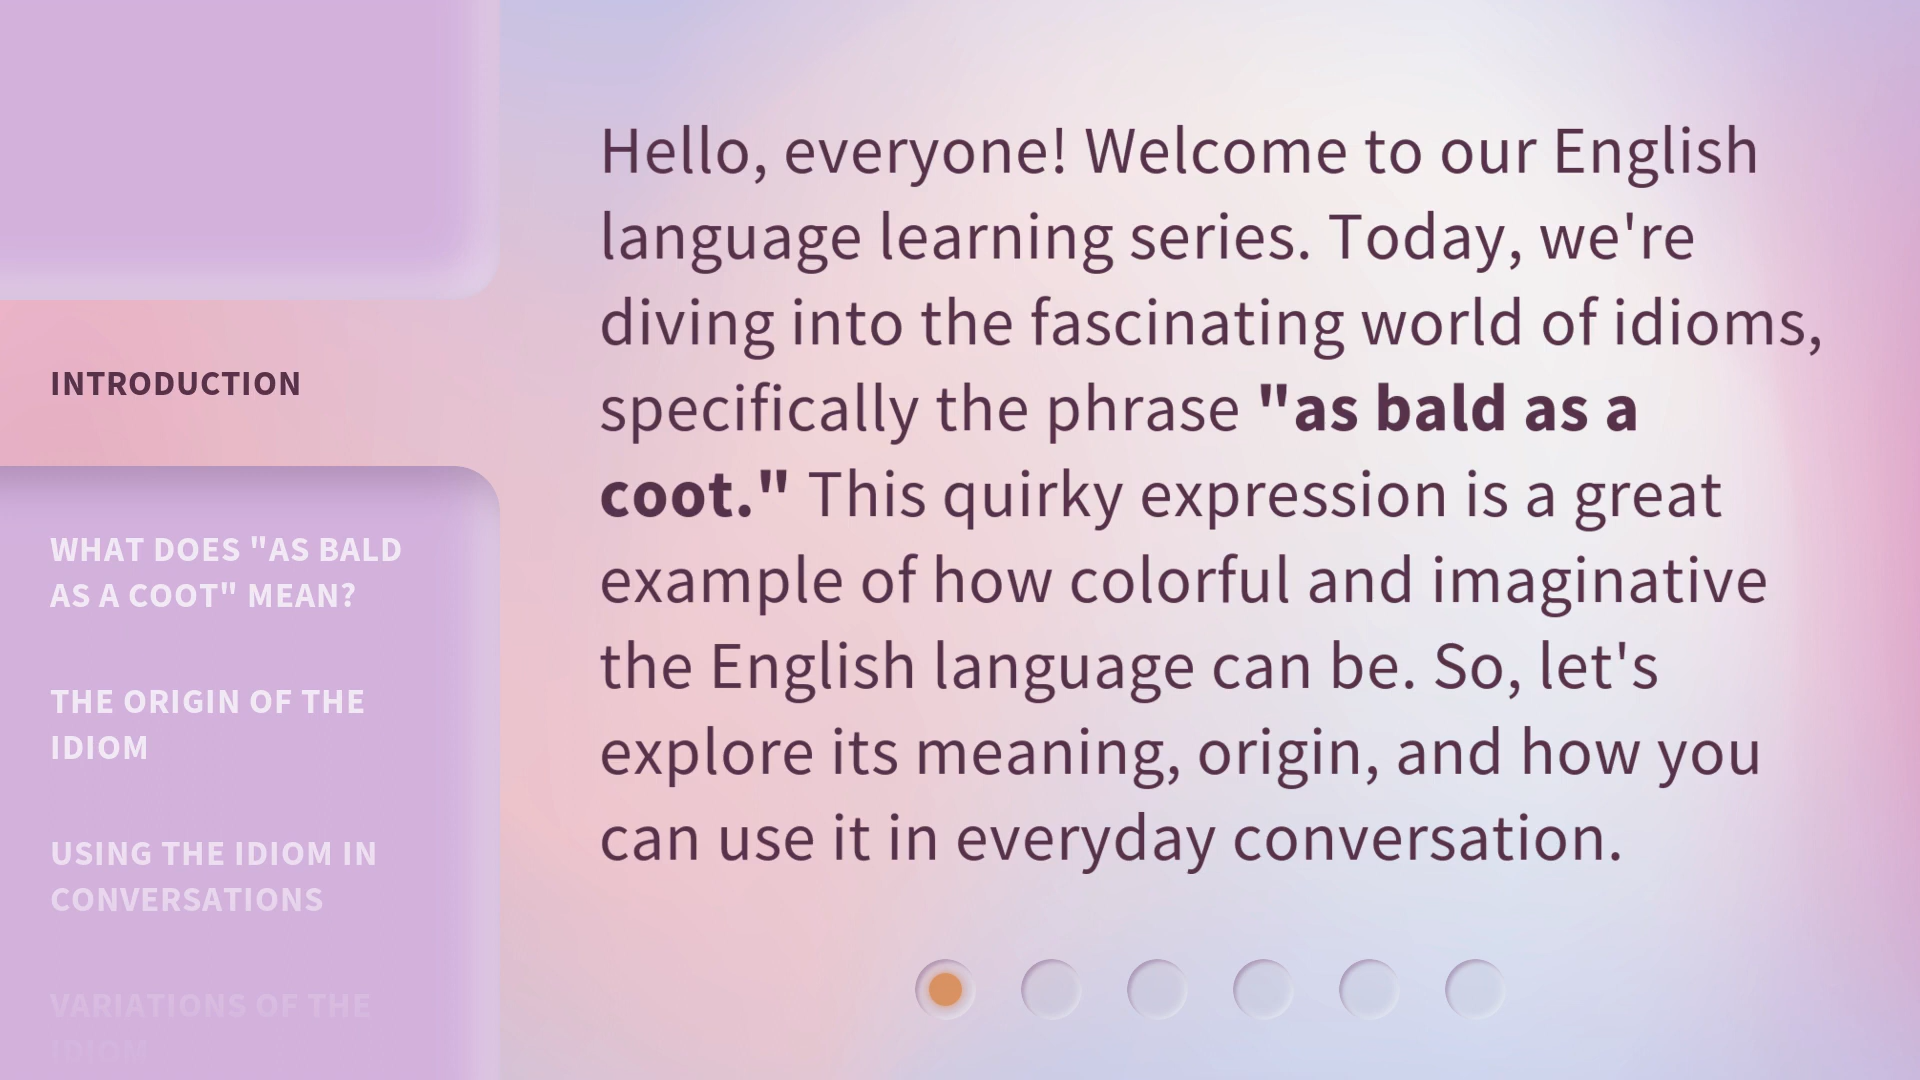 INTRODUCTION
WHAT DOES "AS BALD
AS A COOT" MEAN?
THE ORIGIN OF THE
IDIOM
USING THE IDIOM IN
CONVERSATIONS
VARIATIONS OF THE
IDIOM
Hello, everyone! Welcome to our English
language learning series. Today, we're
diving into the fascinating world of idioms,
specifically the phrase "as bald as a
coot." This quirky expression is a great
example of how colorful and imaginative
the English language can be. So, let's
explore its meaning, origin, and how you
can use it in everyday conversation.